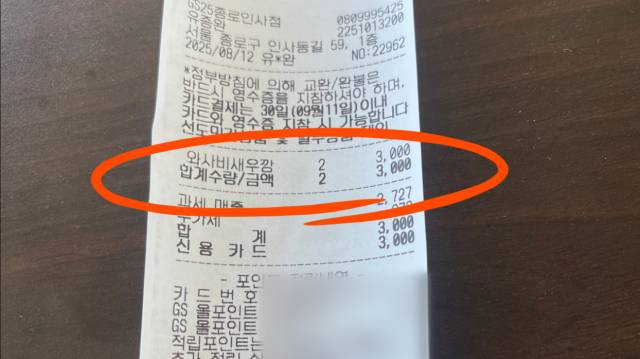 GS25종로인사점 0809995425
유*완 2251013200
서울 종로구 인사동길 59, 1층
2025/08/12 유*완 NO:22962
*정부방침에 의해 교환/환불은
반드시 영수증을 지참하셔야 하며,
카드결제는 30일(09월11일)이내
카드와 영수증 지참 시 가능합니다
와사비새우깡 2 3,000
합계수량/금액 2 3,000
과세 매출 2,727
부가세
합 계 3,000
신용카드 3,000
카드번호
GS 올포인트
GS 올포인트
적립포인트는